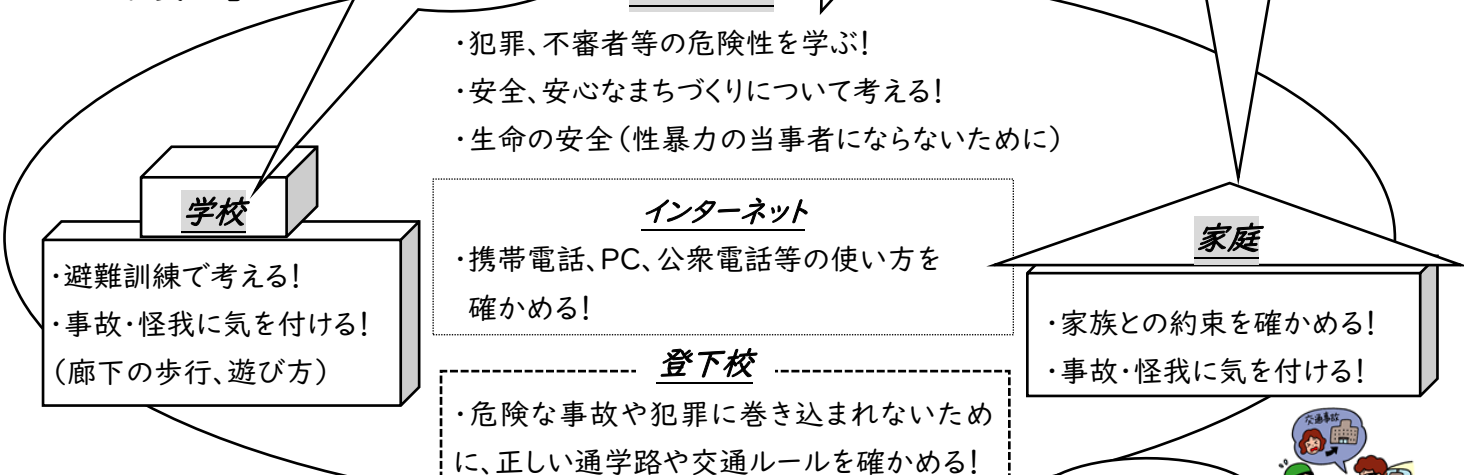 ・犯罪、不審者等の危険性を学ぶ!
・安全、安心なまちづくりについて考える!
・生命の安全(性暴力の当事者にならないために)
学校
・避難訓練で考える!
・事故・怪我に気を付ける!
(廊下の歩行、遊び方)
インターネット
・携帯電話、PC、公衆電話等の使い方を
確かめる!
家庭
・家族との約束を確かめる!
・事故・怪我に気を付ける!
登下校
・危険な事故や犯罪に巻き込まれないため
に、正しい通学路や交通ルールを確かめる!
交通事故